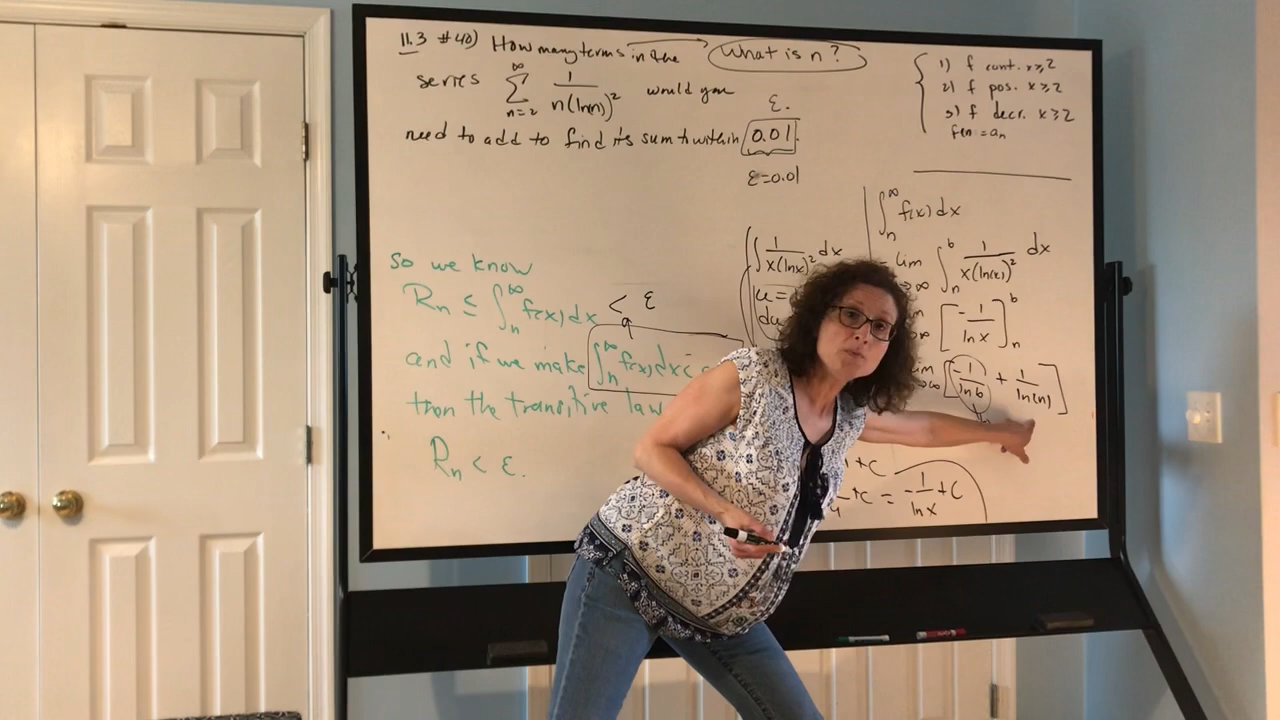 11.3 #40) How many terms in the What is n?
series ∑_{n=2}^{∞} 1/(n(ln n)²) would you
need to add to find its sum to within 0.01.
ε.
ε=0.01
1) f cont. x≥2
2) f pos. x≥2
3) f decr. x≥2
f(n)=a_n
So we know
R_n ≤ ∫_n^∞ f(x)dx < ε
and if we make ∫_n^∞ f(x)dx <
then the transitive law
R_n < ε.
∫ 1/(x(lnx)²) dx
u =
du
+C
+C = -1/lnx + C
∫_n^∞ f(x)dx
lim ∫_n^b 1/(x(ln(x))²) dx
[-1/ln x]_n^b
lim [-1/ln b + 1/ln(n)]